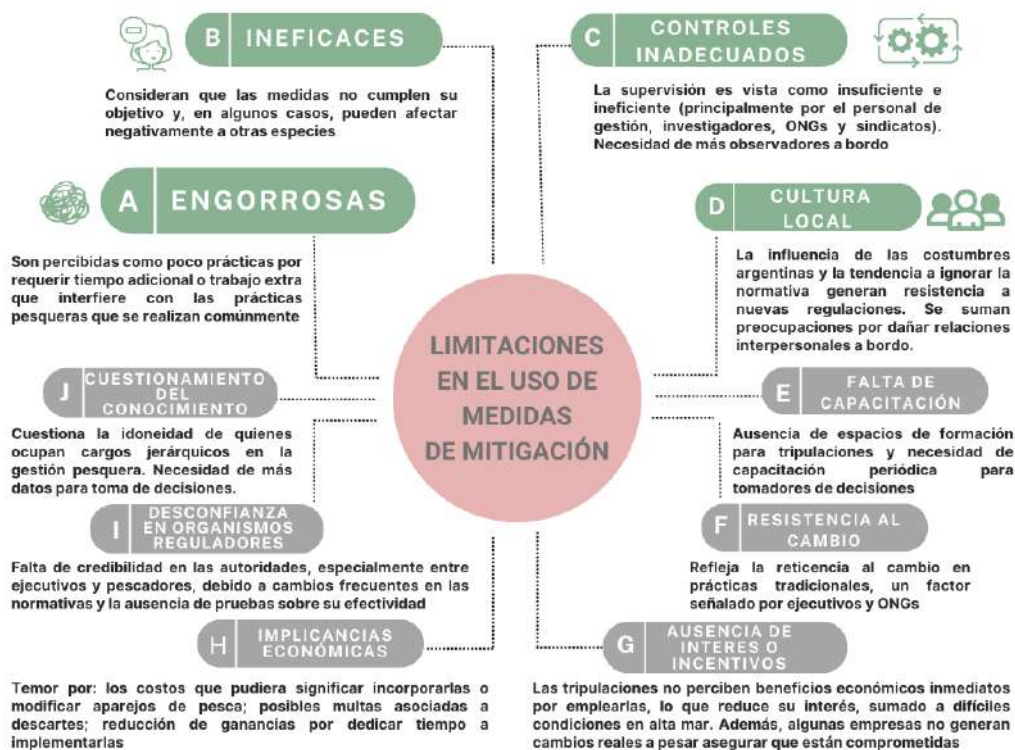 B INEFICACES
Consideran que las medidas no cumplen su
objetivo y, en algunos casos, pueden afectar
negativamente a otras especies
C CONTROLES
INADECUADOS
La supervisión es vista como insuficiente e
ineficiente (principalmente por el personal de
gestión, investigadores, ONGs y sindicatos).
Necesidad de más observadores a bordo
A ENGORROSAS
Son percibidas como poco prácticas por
requerir tiempo adicional o trabajo extra
que interfiere con las prácticas
pesqueras que se realizan comúnmente
D CULTURA
LOCAL
La influencia de las costumbres
argentinas y la tendencia a ignorar la
normativa generan resistencia a
nuevas regulaciones. Se suman
preocupaciones por dañar relaciones
interpersonales a bordo.
LIMITACIONES
EN EL USO DE
MEDIDAS
DE MITIGACIÓN
J CUESTIONAMIENTO
DEL
CONOCIMIENTO
Cuestiona la idoneidad de quienes
ocupan cargos jerárquicos en la
gestión pesquera. Necesidad de más
datos para toma de decisiones.
E FALTA DE
CAPACITACIÓN
Ausencia de espacios de formación
para tripulaciones y necesidad de
capacitación periódica para
tomadores de decisiones
I DESCONFIANZA
EN ORGANISMOS
REGULADORES
Falta de credibilidad en las autoridades, especialmente entre
ejecutivos y pescadores, debido a cambios frecuentes en las
normativas y la ausencia de pruebas sobre su efectividad
F RESISTENCIA AL
CAMBIO
Refleja la reticencia al cambio en
prácticas tradicionales, un factor
señalado por ejecutivos y ONGs
H IMPLICANCIAS
ECONÓMICAS
Temor por: los costos que pudiera significar incorporarlas o
modificar aparejos de pesca; posibles multas asociadas a
descartes; reducción de ganancias por dedicar tiempo a
implementarlas
G AUSENCIA DE
INTERES O
INCENTIVOS
Las tripulaciones no perciben beneficios económicos inmediatos
por emplearlas, lo que reduce su interés, sumado a difíciles
condiciones en alta mar. Además, algunas empresas no generan
cambios reales a pesar asegurar que están comprometidas